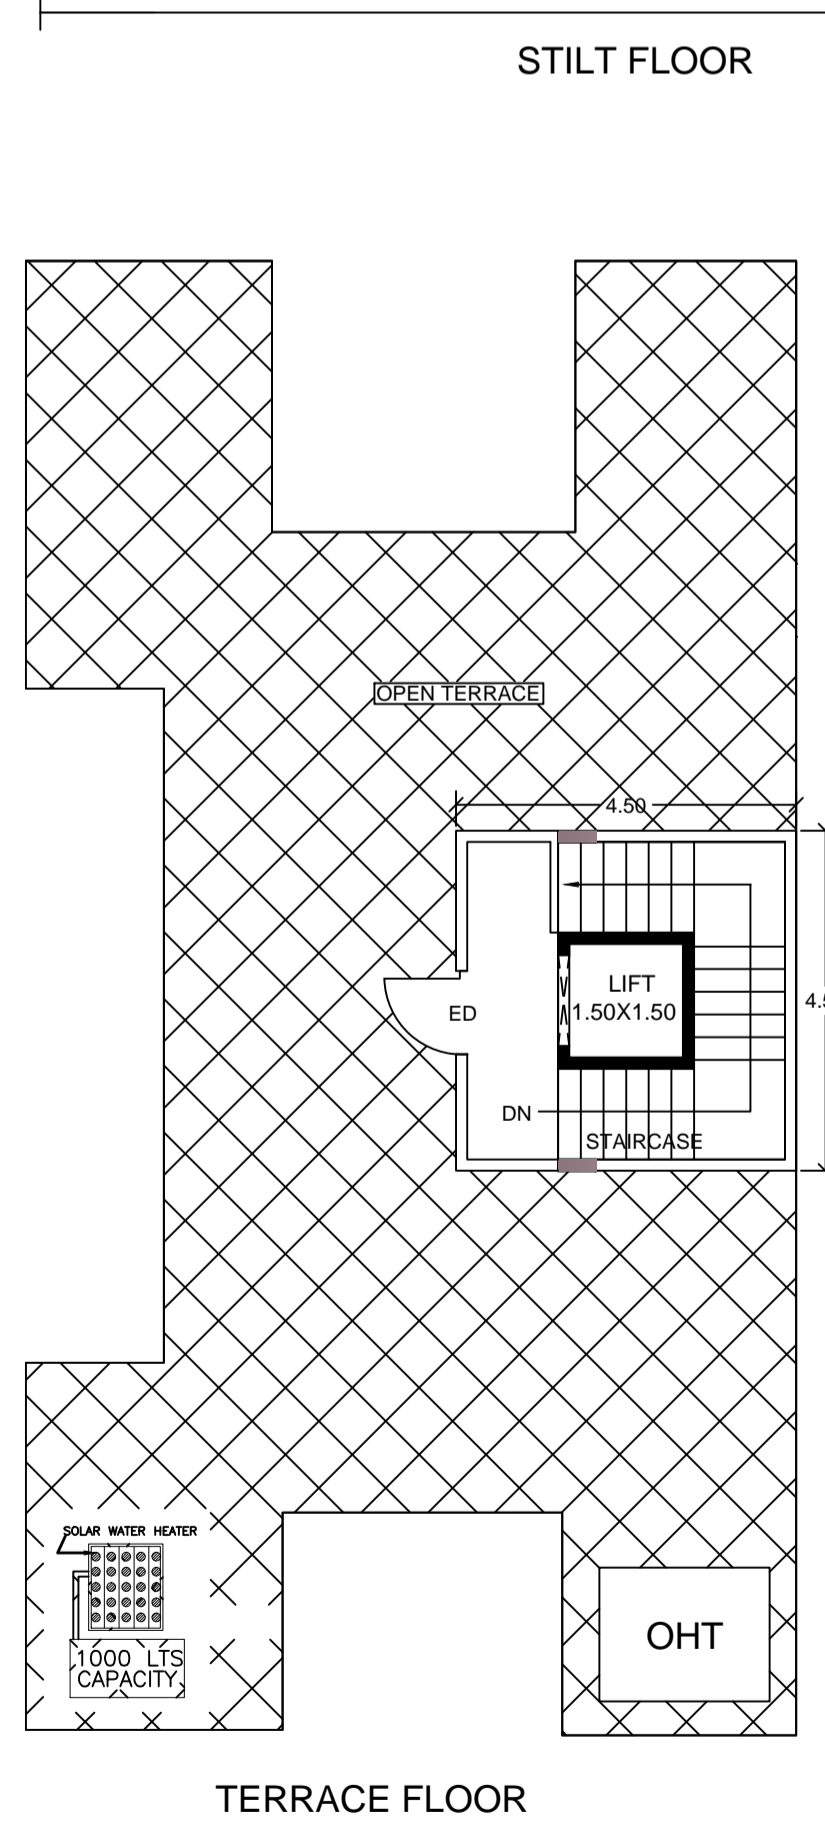 STILT FLOOR
OPEN TERRACE
4.50
LIFT
1.50X1.50
ED
DN
STAIRCASE
SOLAR WATER HEATER
1000 LTS
CAPACITY
OHT
TERRACE FLOOR